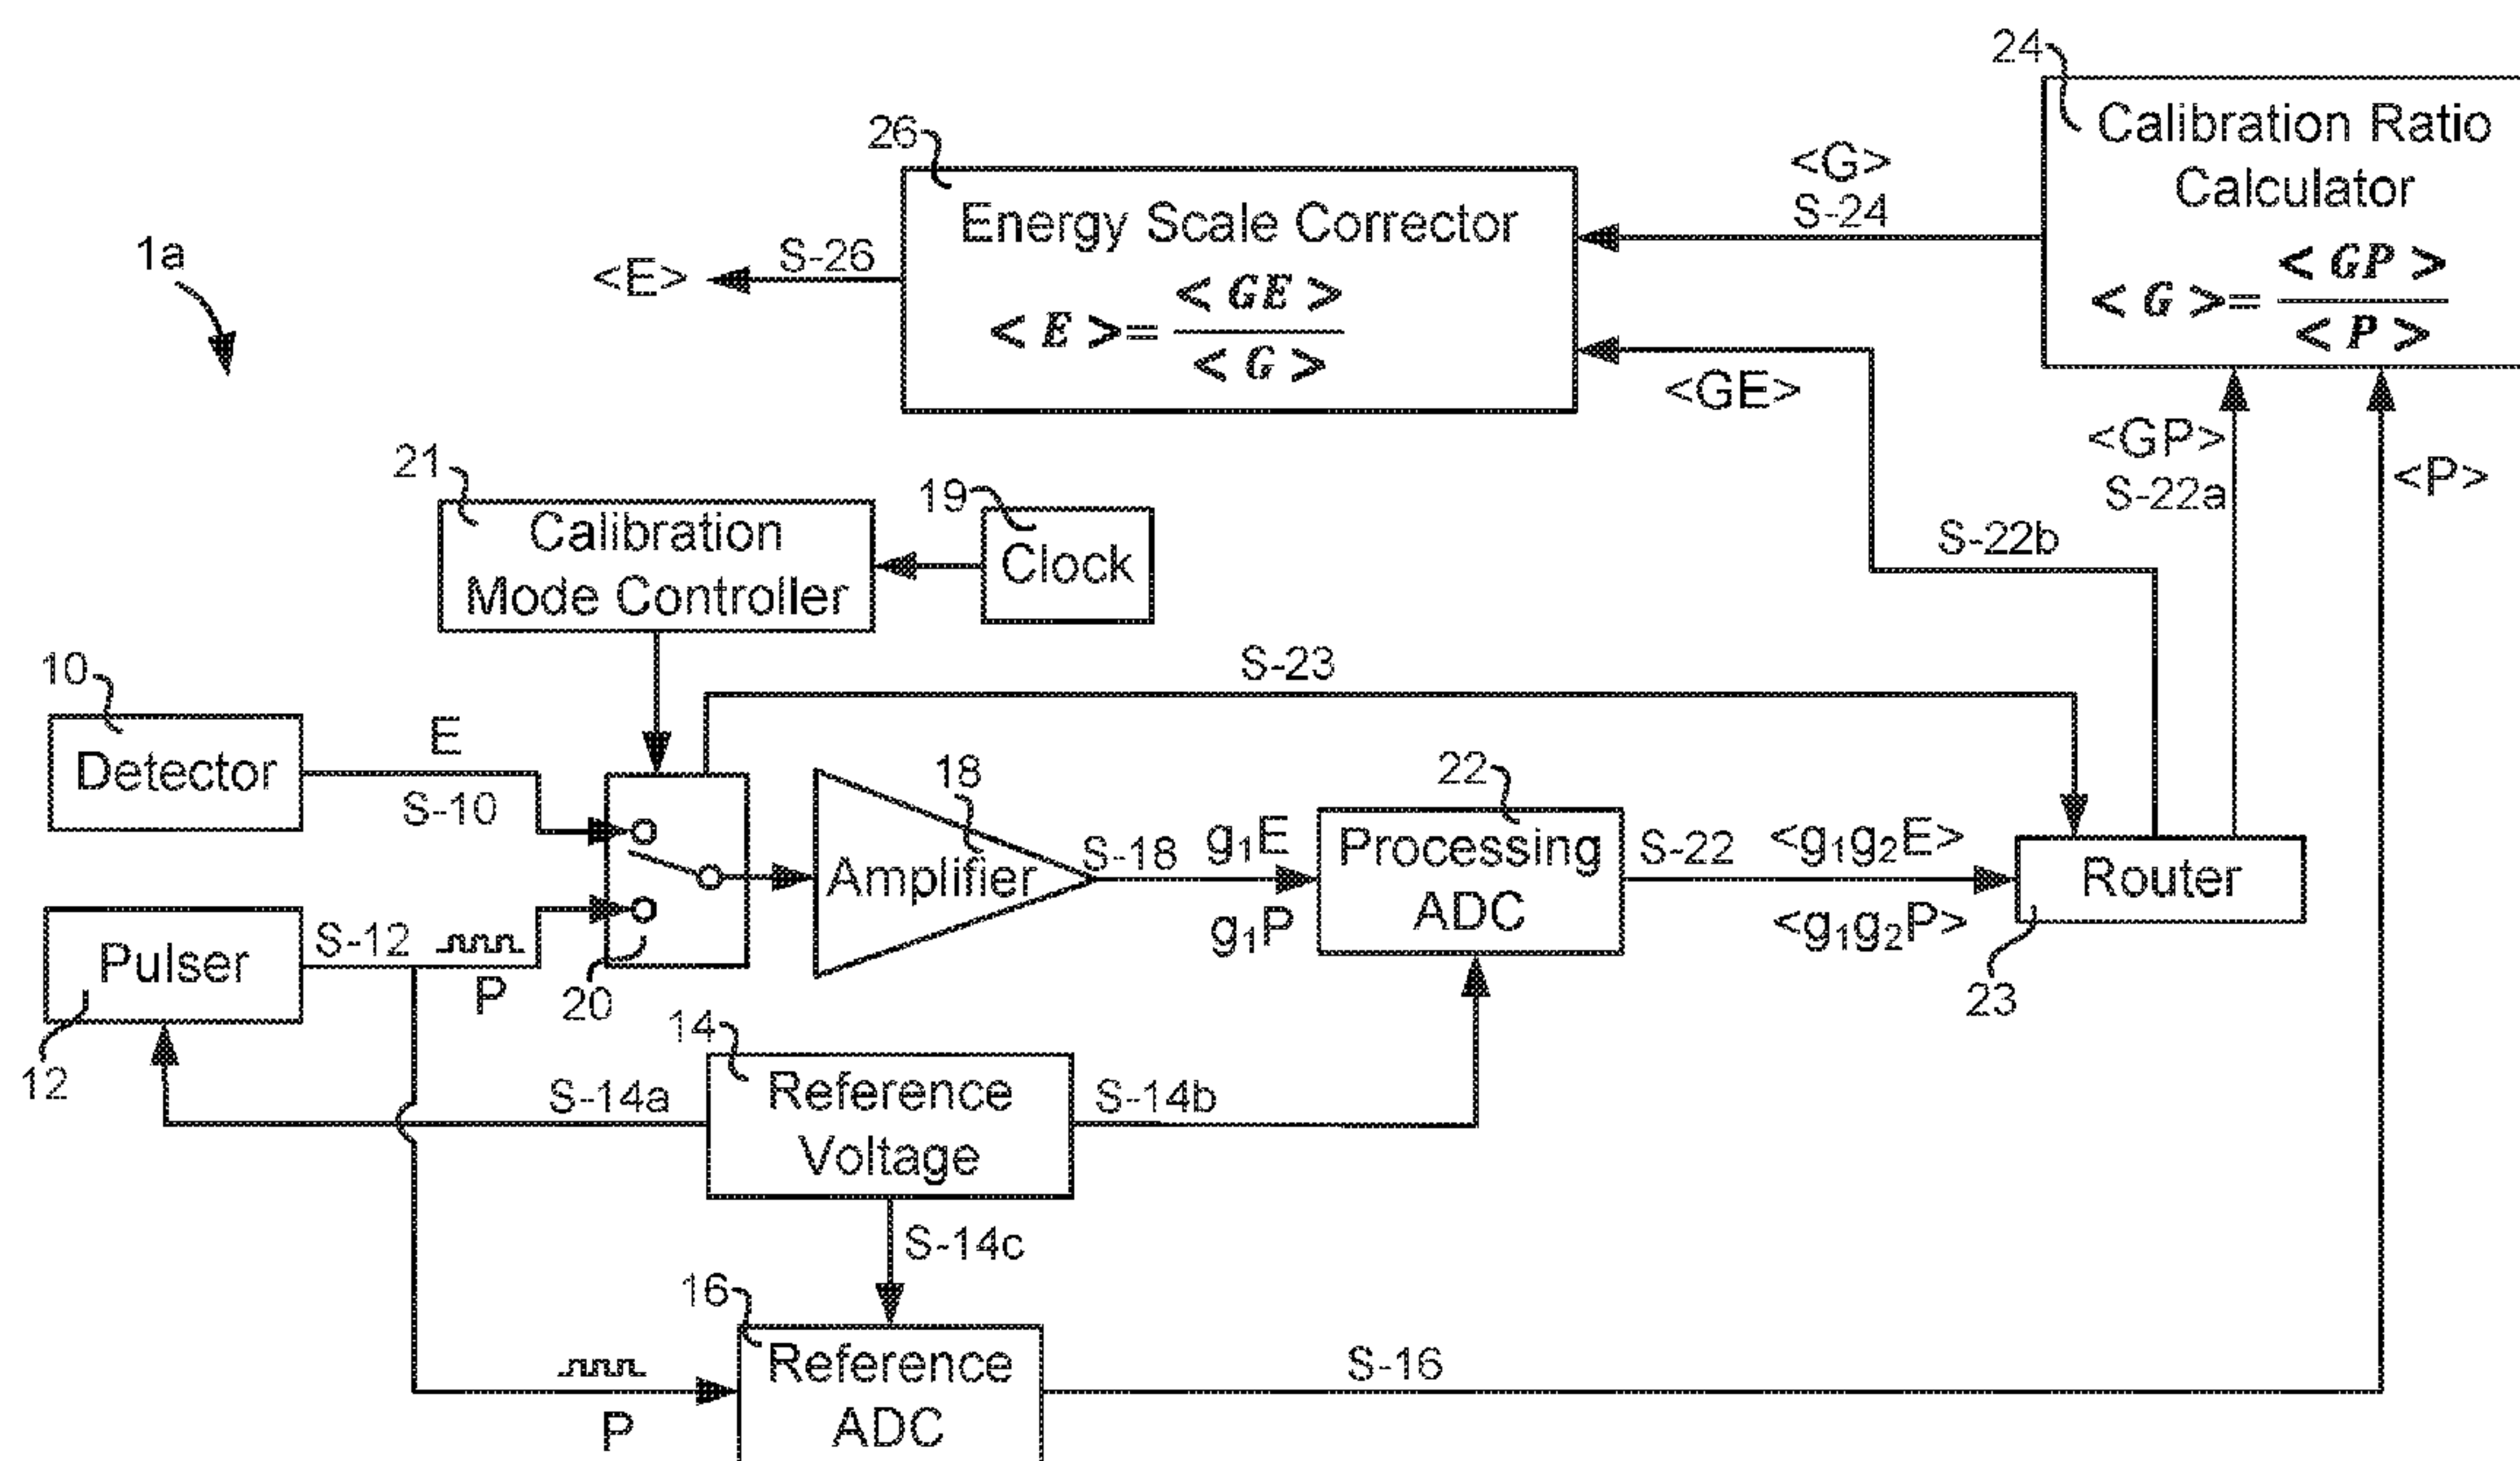 24
Calibration Ratio
Calculator
< G >= < GP > / < P >
26
Energy Scale Corrector
< E >= < GE > / < G >
<G>
S-24
S-26
<E>
1a
<GE>
<GP>
S-22a
<P>
S-22b
21
Calibration
Mode Controller
19
Clock
S-23
10
Detector
E
S-10
18
Amplifier
S-18
g₁E
g₁P
22
Processing
ADC
S-22
<g₁g₂E>
<g₁g₂P>
Router
23
Pulser
12
S-12
P
20
14
Reference
Voltage
S-14a
S-14b
S-14c
16
Reference
ADC
P
S-16